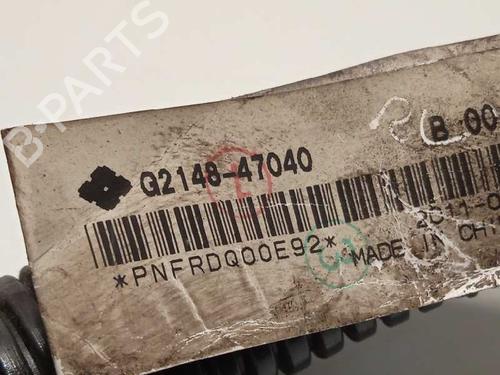 B-PARTS
G2148-47040
B 00
*PNFRDQ00E92*
MADE IN CH